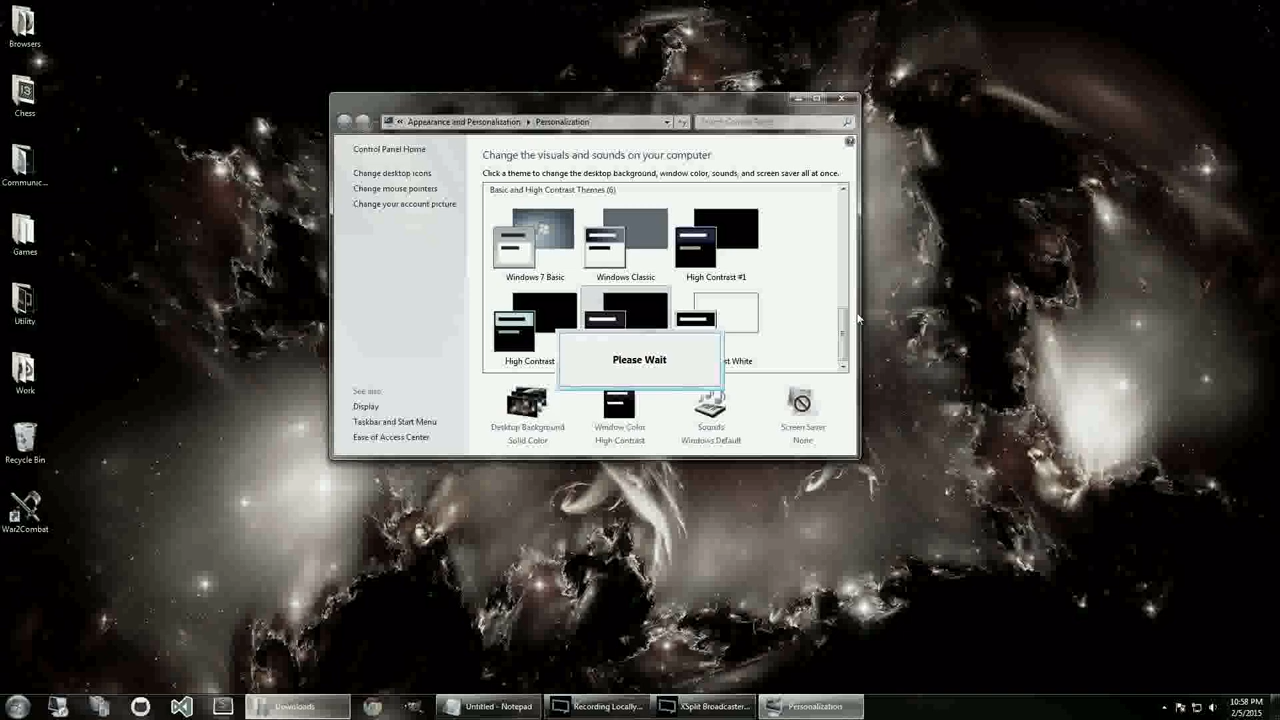 Browsers
Chess
Communic...
Games
Utility
Work
Recycle Bin
War2Combat
« Appearance and Personalization ▸ Personalization
Search Control Panel
Control Panel Home
Change desktop icons
Change mouse pointers
Change your account picture
See also
Display
Taskbar and Start Menu
Ease of Access Center
Change the visuals and sounds on your computer
Click a theme to change the desktop background, window color, sounds, and screen saver all at once.
Basic and High Contrast Themes (6)
Windows 7 Basic
Windows Classic
High Contrast #1
High Contrast
st White
Please Wait
Desktop Background
Solid Color
Window Color
High Contrast
Sounds
Windows Default
Screen Saver
None
Downloads
Untitled - Notepad
Recording Locally...
XSplit Broadcaster...
Personalization
10:58 PM
2/5/2015